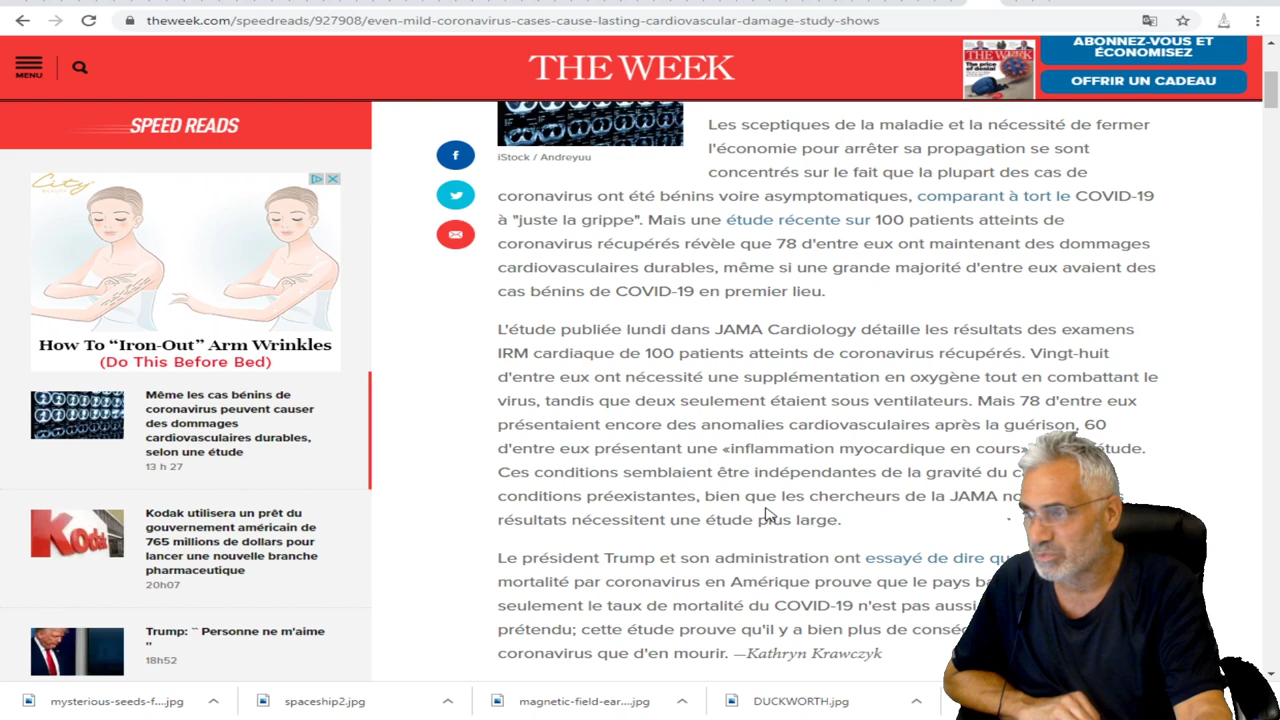 theweek.com/speedreads/927908/even-mild-coronavirus-cases-cause-lasting-cardiovascular-damage-study-shows
MENU
THE WEEK
THE WEEK
ABONNEZ-VOUS ET
ÉCONOMISEZ
OFFRIR UN CADEAU
SPEED READS
City
How To “Iron-Out” Arm Wrinkles
(Do This Before Bed)
Même les cas bénins de
coronavirus peuvent causer
des dommages
cardiovasculaires durables,
selon une étude
13 h 27
Kodak
Kodak utilisera un prêt du
gouvernement américain de
765 millions de dollars pour
lancer une nouvelle branche
pharmaceutique
20h07
Trump: `` Personne ne m'aime
''
18h52
iStock / Andreyuu
Les sceptiques de la maladie et la nécessité de fermer
l'économie pour arrêter sa propagation se sont
concentrés sur le fait que la plupart des cas de
coronavirus ont été bénins voire asymptomatiques, comparant à tort le COVID-19
à "juste la grippe". Mais une étude récente sur 100 patients atteints de
coronavirus récupérés révèle que 78 d'entre eux ont maintenant des dommages
cardiovasculaires durables, même si une grande majorité d'entre eux avaient des
cas bénins de COVID-19 en premier lieu.
L'étude publiée lundi dans JAMA Cardiology détaille les résultats des examens
IRM cardiaque de 100 patients atteints de coronavirus récupérés. Vingt-huit
d'entre eux ont nécessité une supplémentation en oxygène tout en combattant le
virus, tandis que deux seulement étaient sous ventilateurs. Mais 78 d'entre eux
présentaient encore des anomalies cardiovasculaires après la guérison, 60
d'entre eux présentant une «inflammation myocardique en cours» étude.
Ces conditions semblaient être indépendantes de la gravité du
conditions préexistantes, bien que les chercheurs de la JAMA
résultats nécessitent une étude plus large.
Le président Trump et son administration ont essayé de dire
mortalité par coronavirus en Amérique prouve que le pays
seulement le taux de mortalité du COVID-19 n'est pas aussi
prétendu; cette étude prouve qu'il y a bien plus de
coronavirus que d'en mourir. —Kathryn Krawczyk
mysterious-seeds-f....jpg
spaceship2.jpg
magnetic-field-ear....jpg
DUCKWORTH.jpg